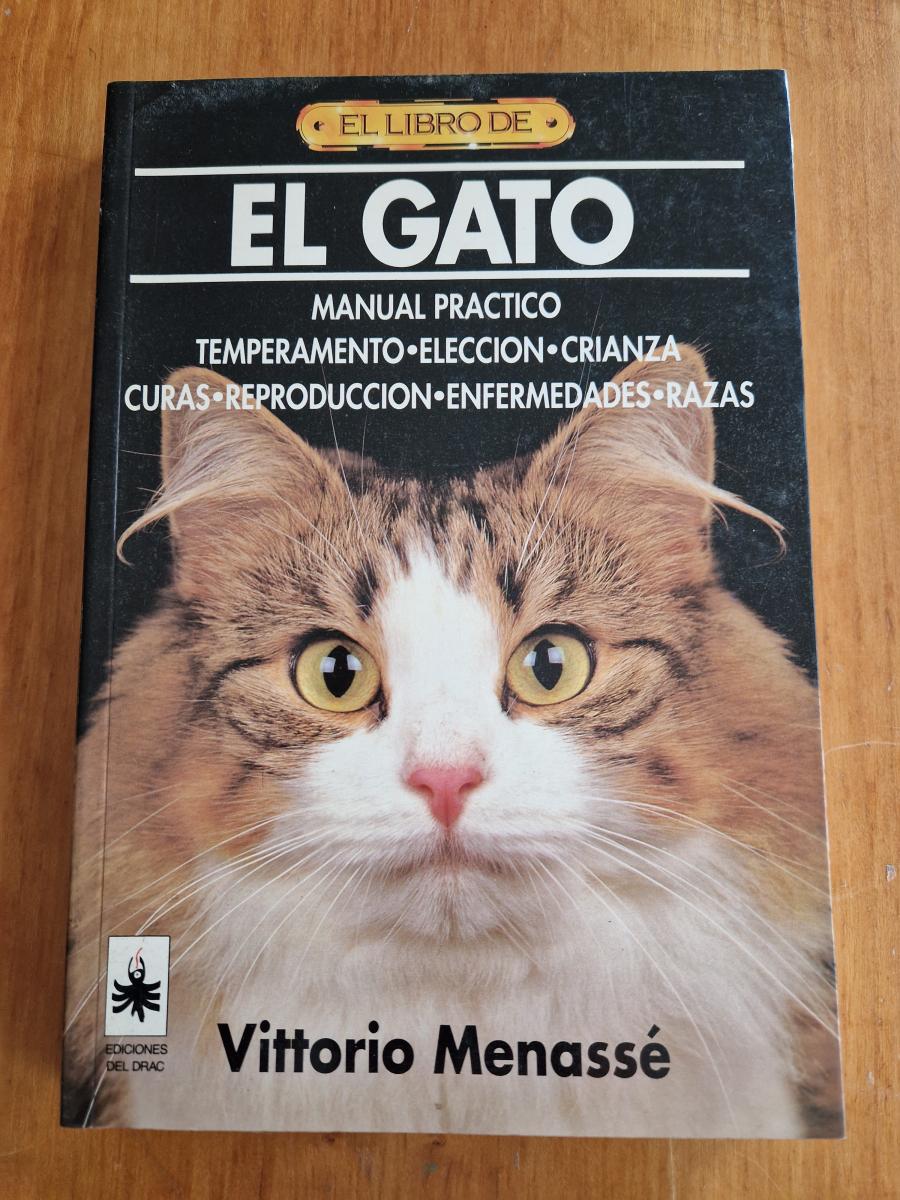 EL LIBRO DE
EL GATO
MANUAL PRACTICO
TEMPERAMENTO•ELECCION•CRIANZA
CURAS•REPRODUCCION•ENFERMEDADES•RAZAS
EDICIONES
DEL DRAC
Vittorio Menassé